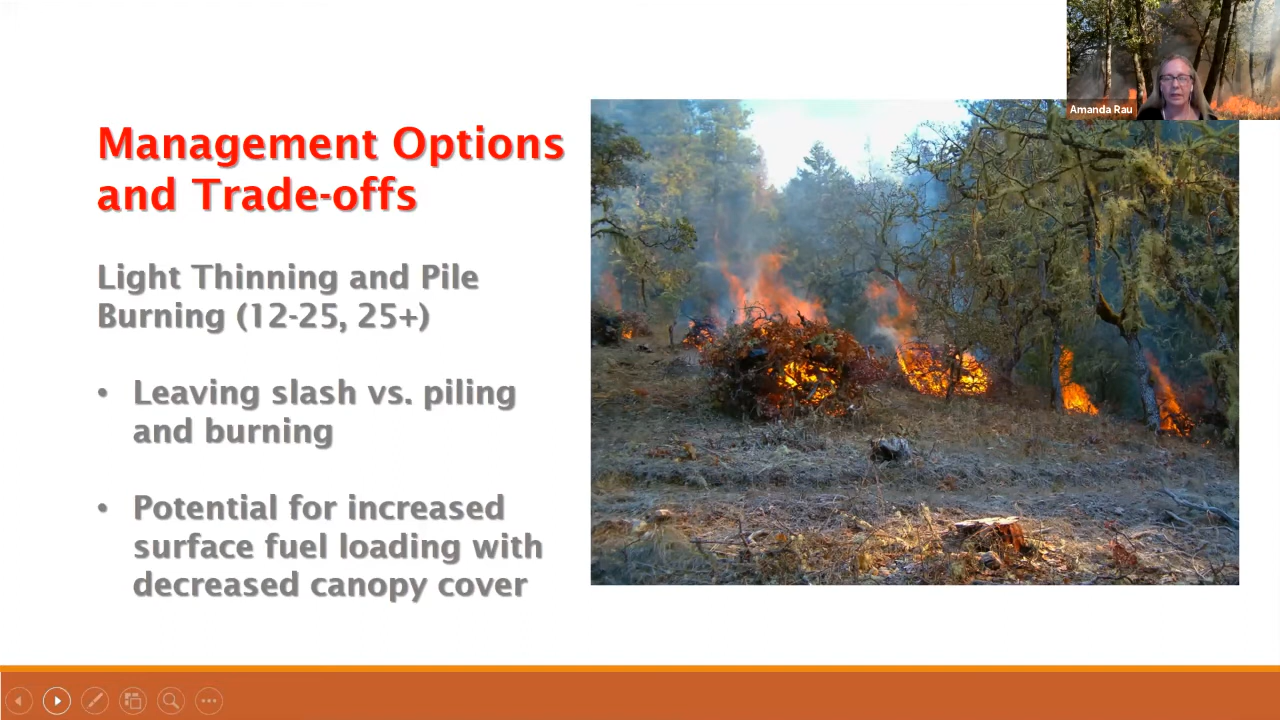 Amanda Rau
Management Options
and Trade-offs
Light Thinning and Pile
Burning (12-25, 25+)
• Leaving slash vs. piling
and burning
• Potential for increased
surface fuel loading with
decreased canopy cover